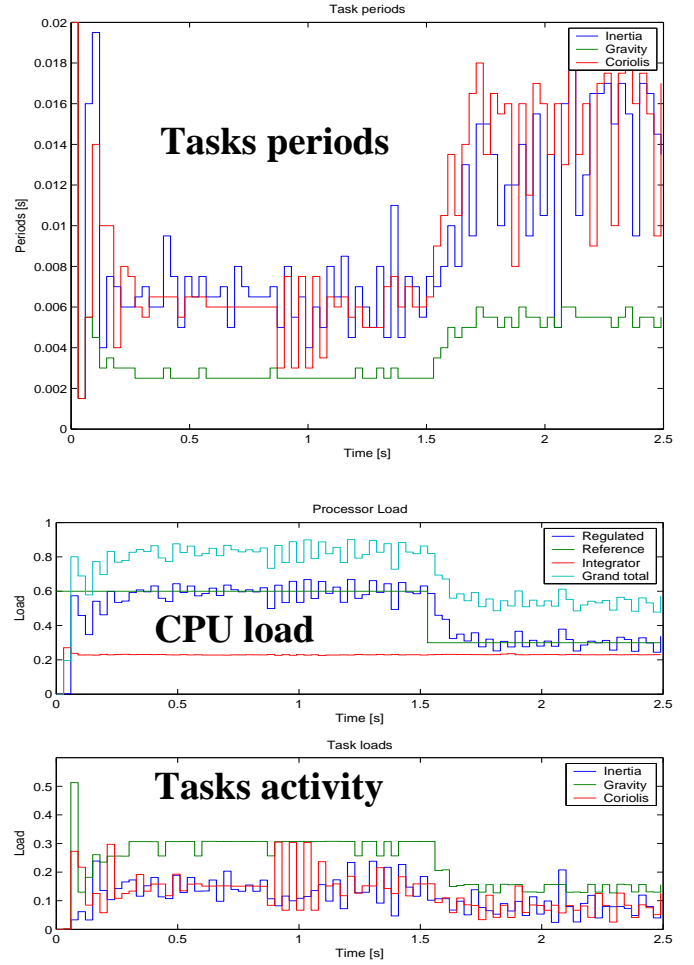 Task periods
Inertia
Gravity
Coriolis
Tasks periods
Periods [s]
0.02
0.018
0.016
0.014
0.012
0.01
0.008
0.006
0.004
0.002
0
0
0.5
1
1.5
2
2.5
Time [s]
Processor Load
Regulated
Reference
Integrator
Grand total
CPU load
Load
1
0.8
0.6
0.4
0.2
0
0
0.5
1
1.5
2
2.5
Time [s]
Task loads
Inertia
Gravity
Coriolis
Tasks activity
Load
0.5
0.4
0.3
0.2
0.1
0
0
0.5
1
1.5
2
2.5
Time [s]